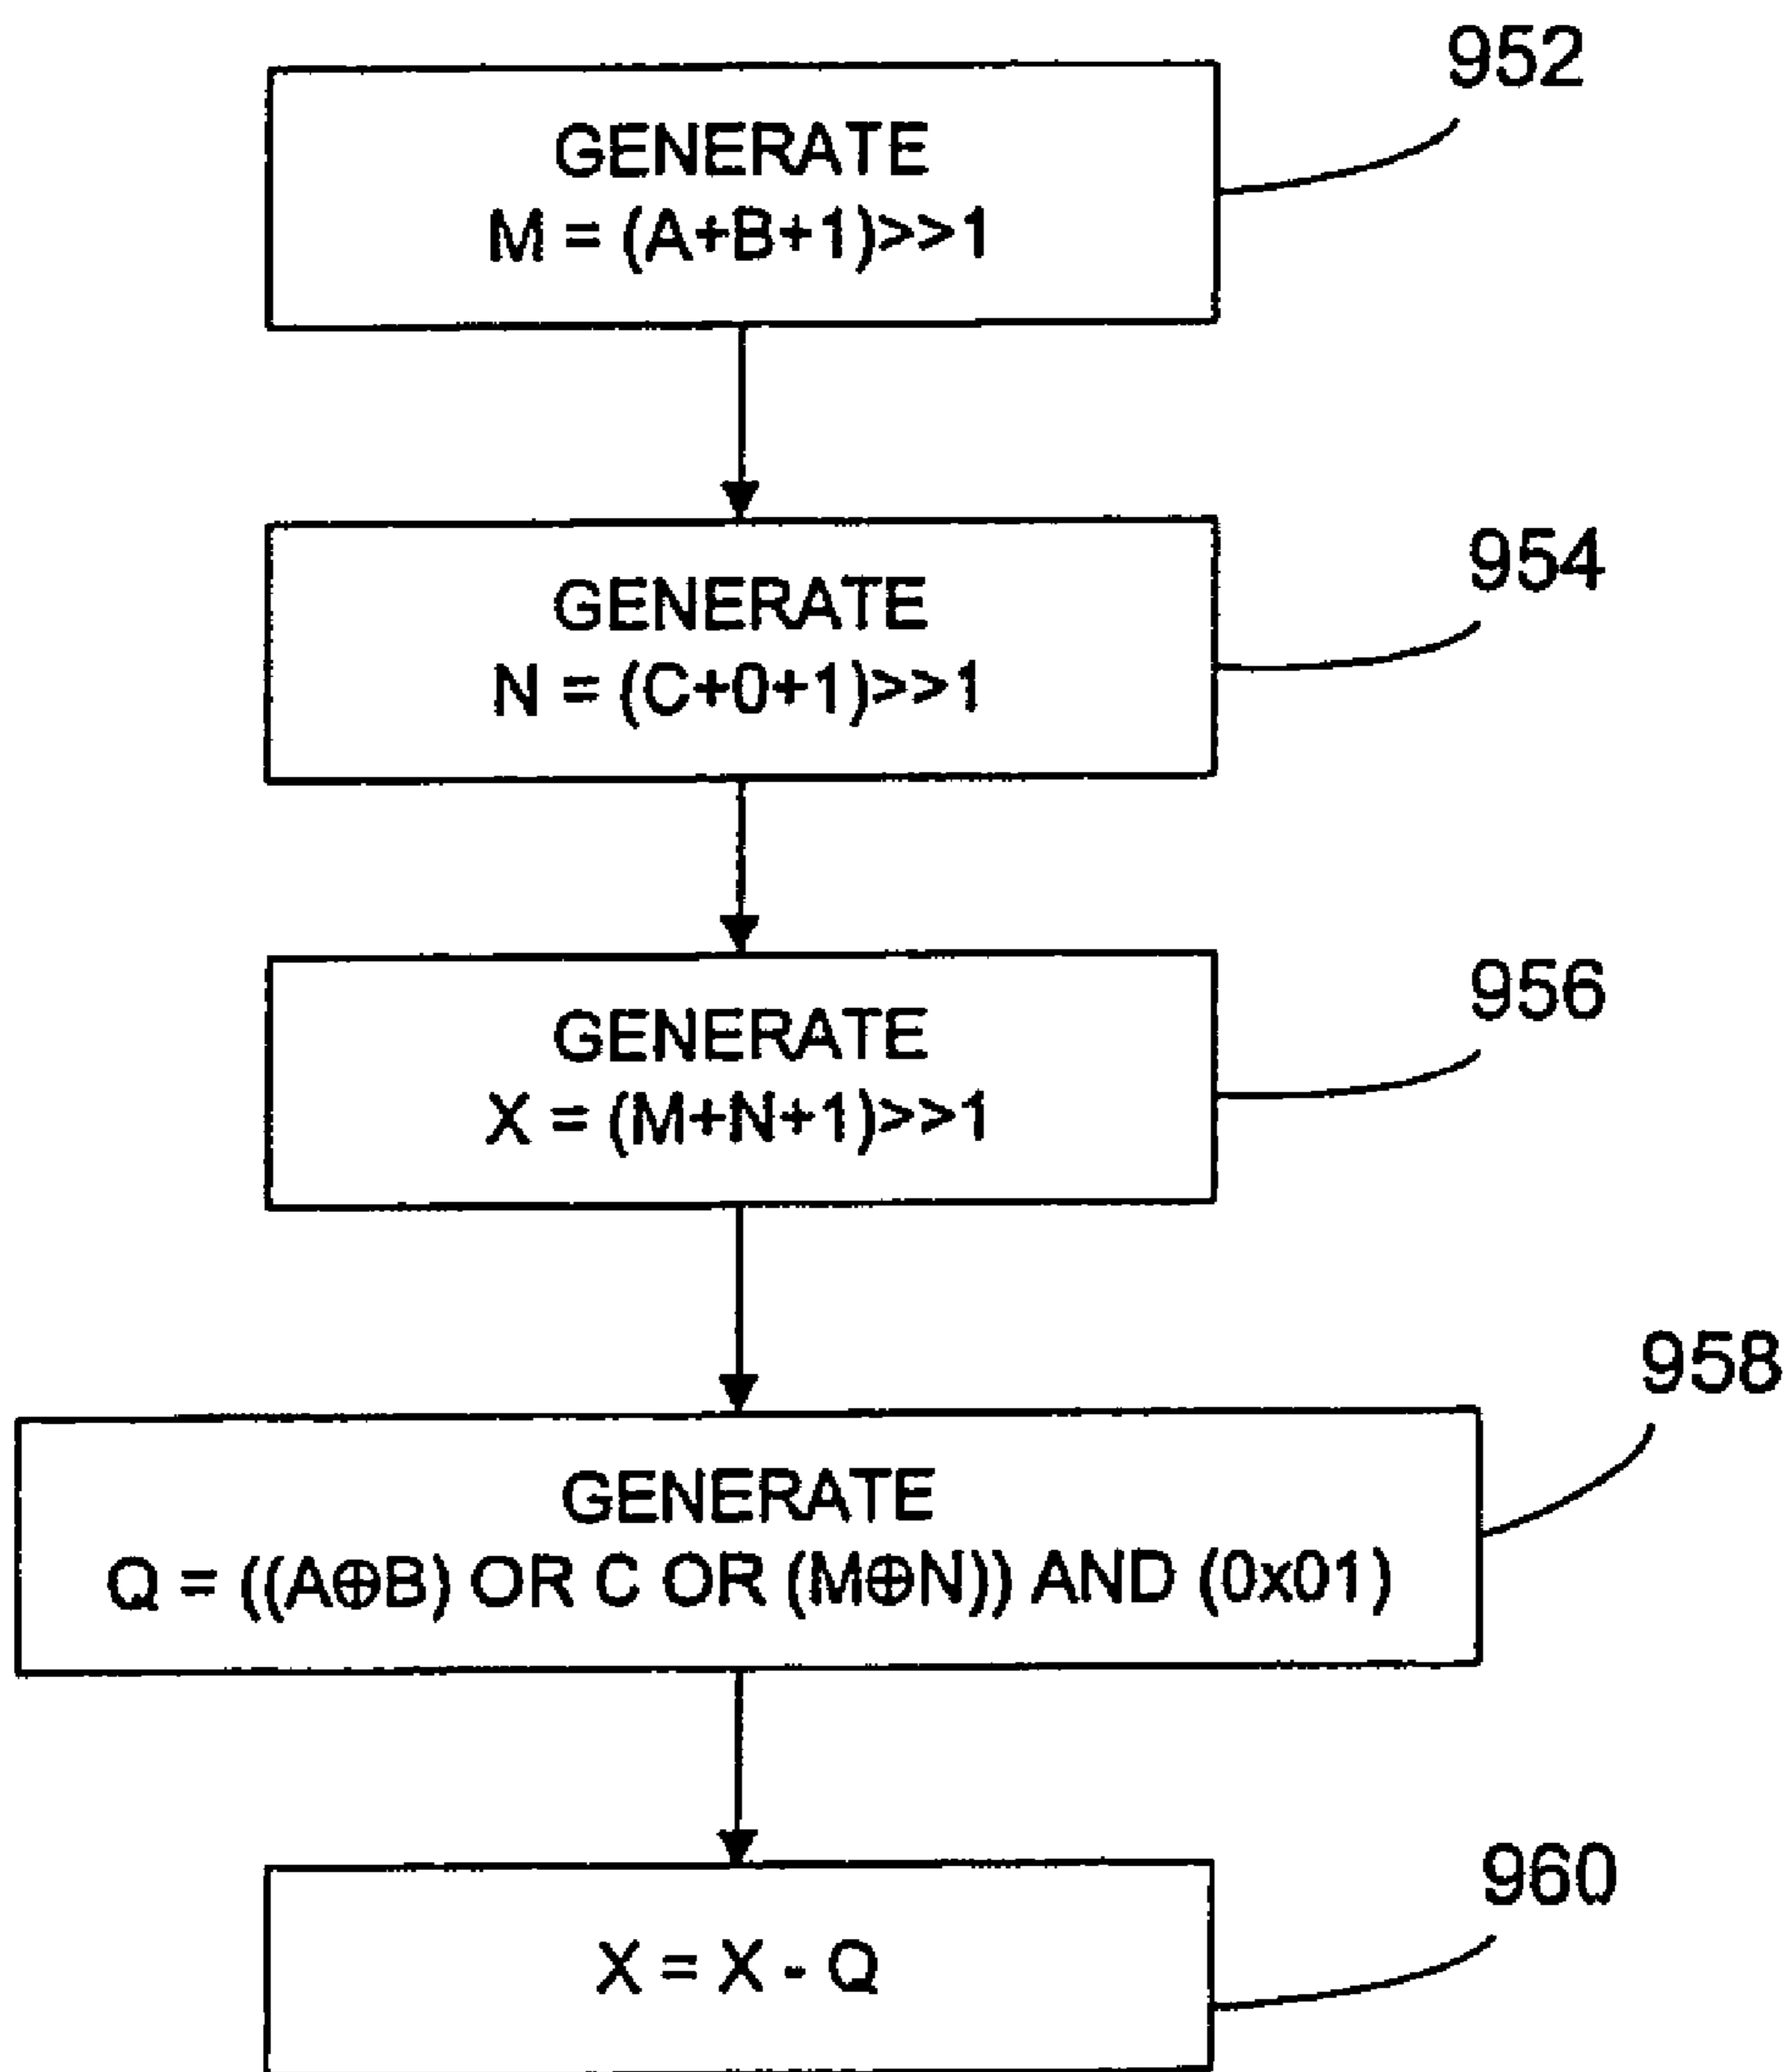 952
GENERATE
M = (A+B+1)>>1
954
GENERATE
N = (C+0+1)>>1
956
GENERATE
X = (M+N+1)>>1
958
GENERATE
Q = ((A⊕B) OR C OR (M⊕N)) AND (0x01)
960
X = X - Q